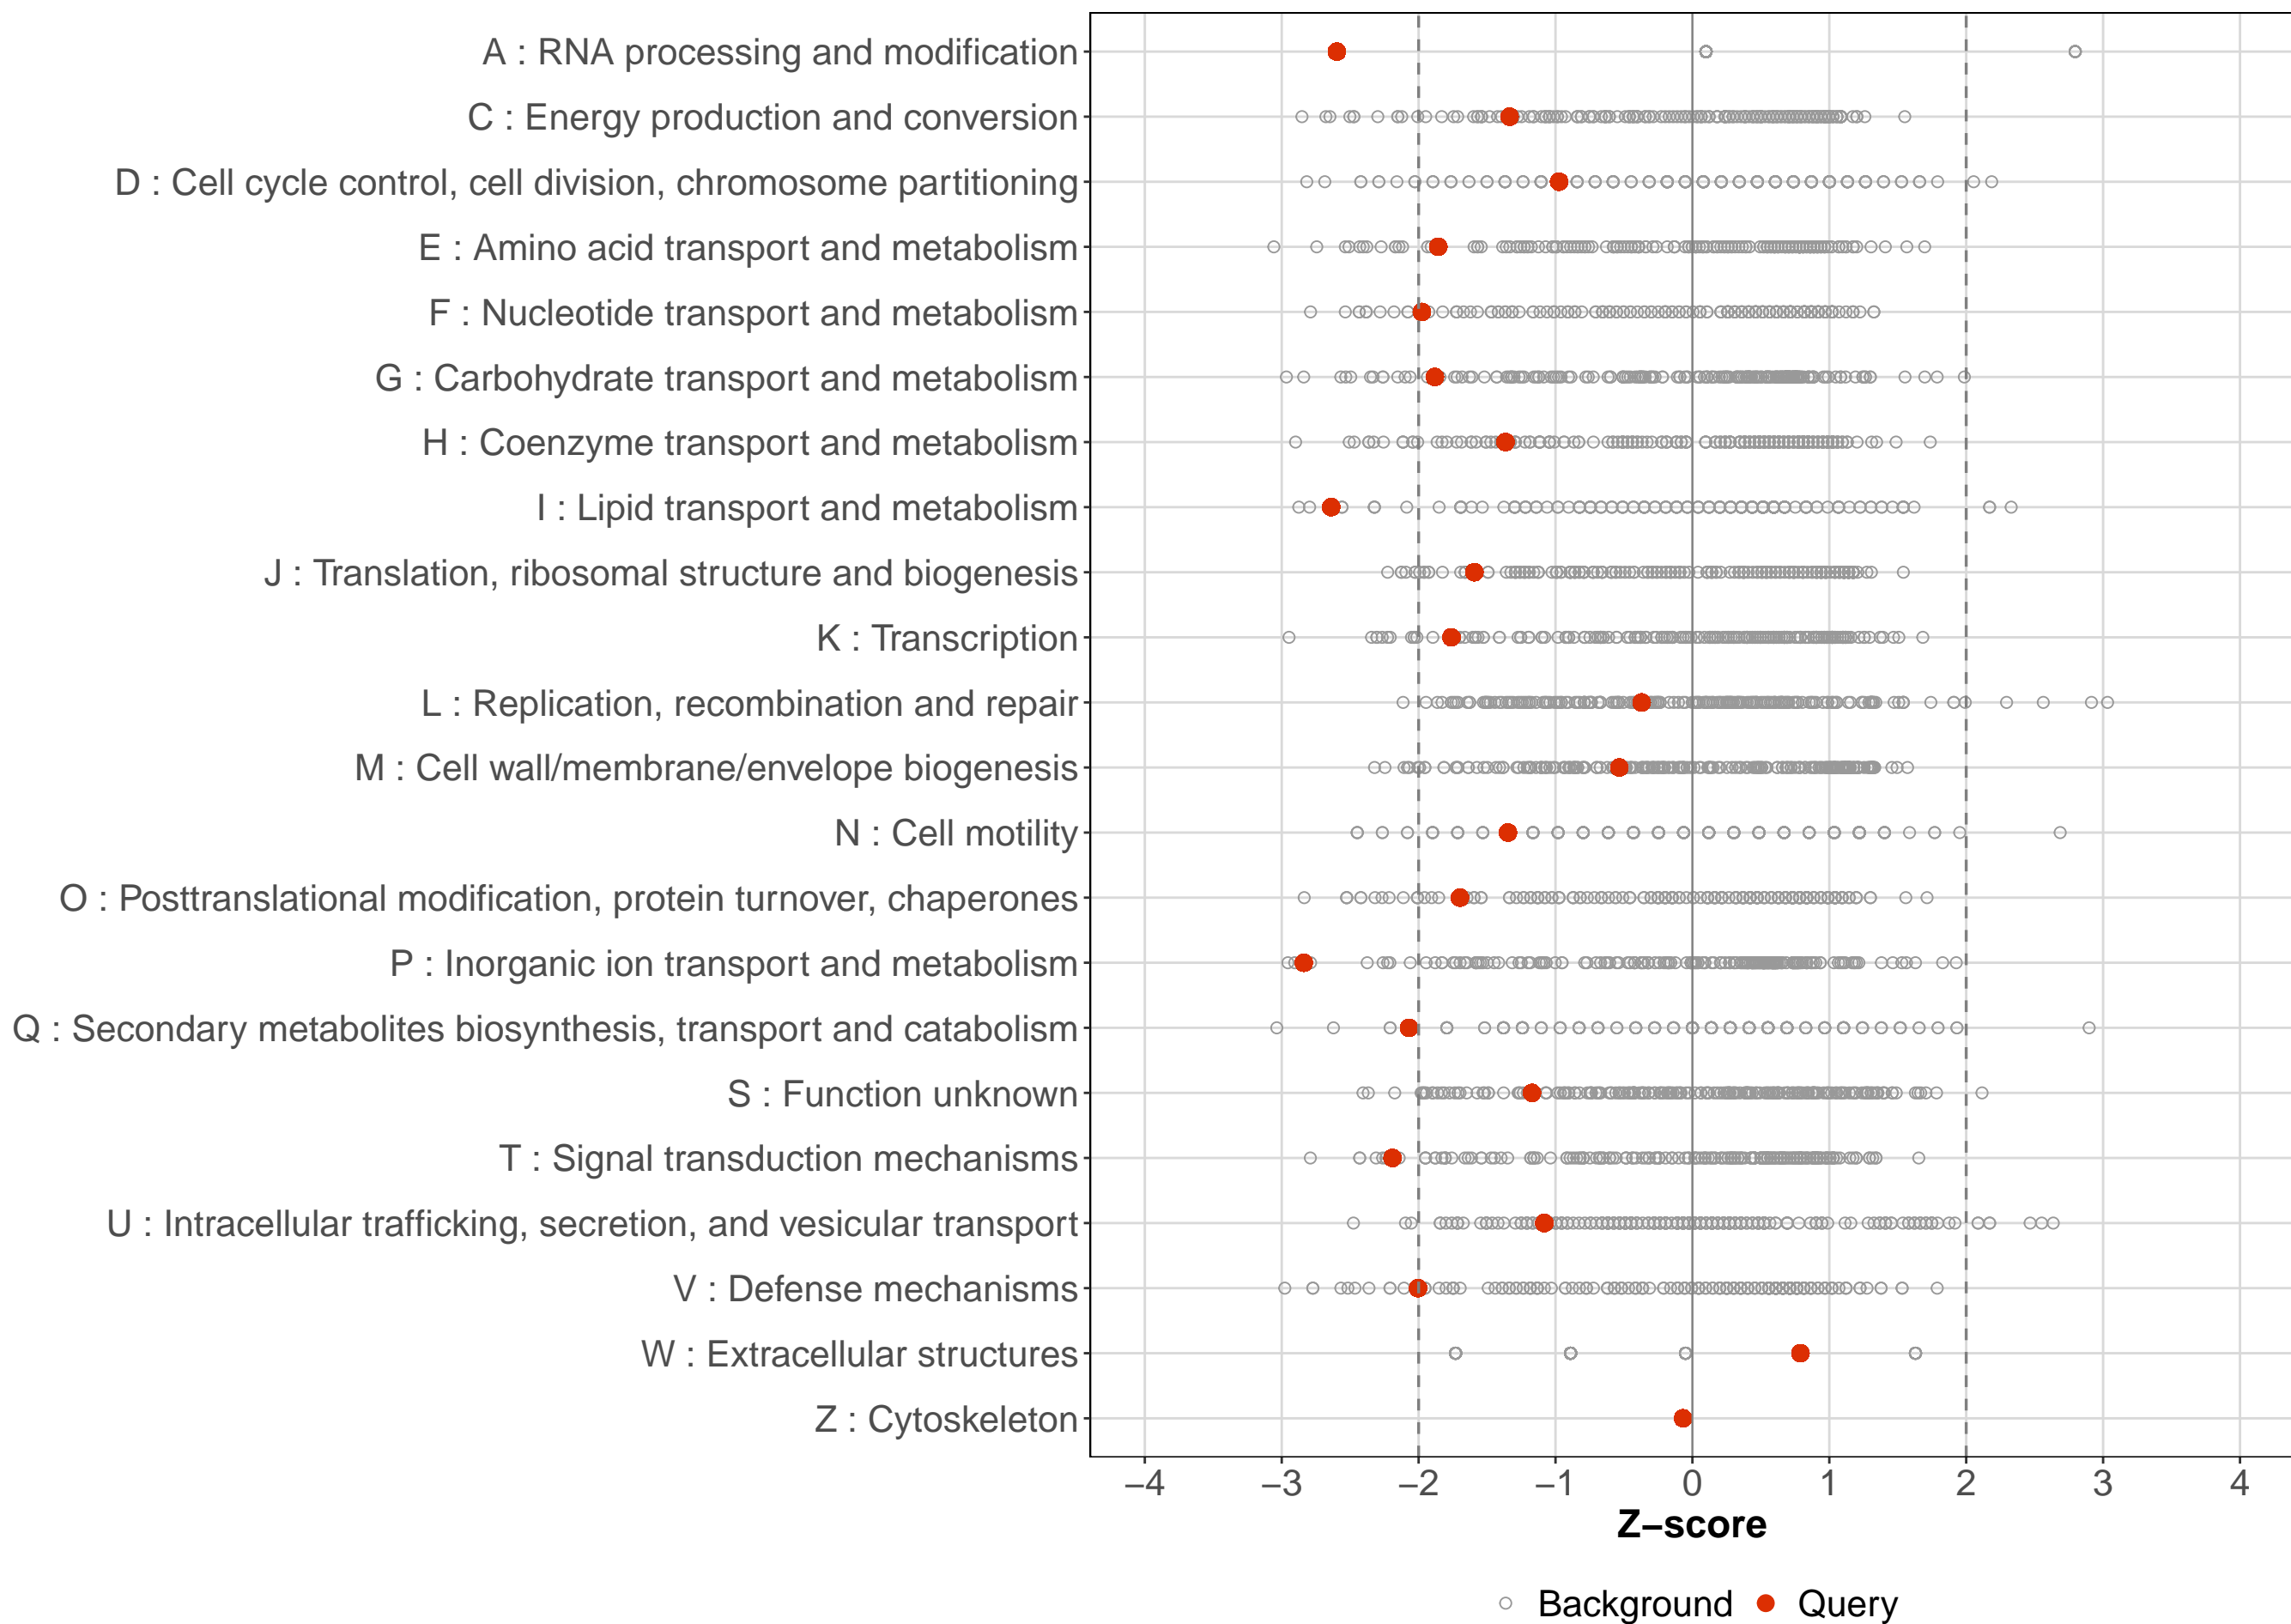 A : RNA processing and modification
C : Energy production and conversion
D : Cell cycle control, cell division, chromosome partitioning
E : Amino acid transport and metabolism
F : Nucleotide transport and metabolism
G : Carbohydrate transport and metabolism
H : Coenzyme transport and metabolism
I : Lipid transport and metabolism
J : Translation, ribosomal structure and biogenesis
K : Transcription
L : Replication, recombination and repair
M : Cell wall/membrane/envelope biogenesis
N : Cell motility
O : Posttranslational modification, protein turnover, chaperones
P : Inorganic ion transport and metabolism
Q : Secondary metabolites biosynthesis, transport and catabolism
S : Function unknown
T : Signal transduction mechanisms
U : Intracellular trafficking, secretion, and vesicular transport
V : Defense mechanisms
W : Extracellular structures
Z : Cytoskeleton
−4 −3 −2 −1 0 1 2 3 4
Z−score
Background Query